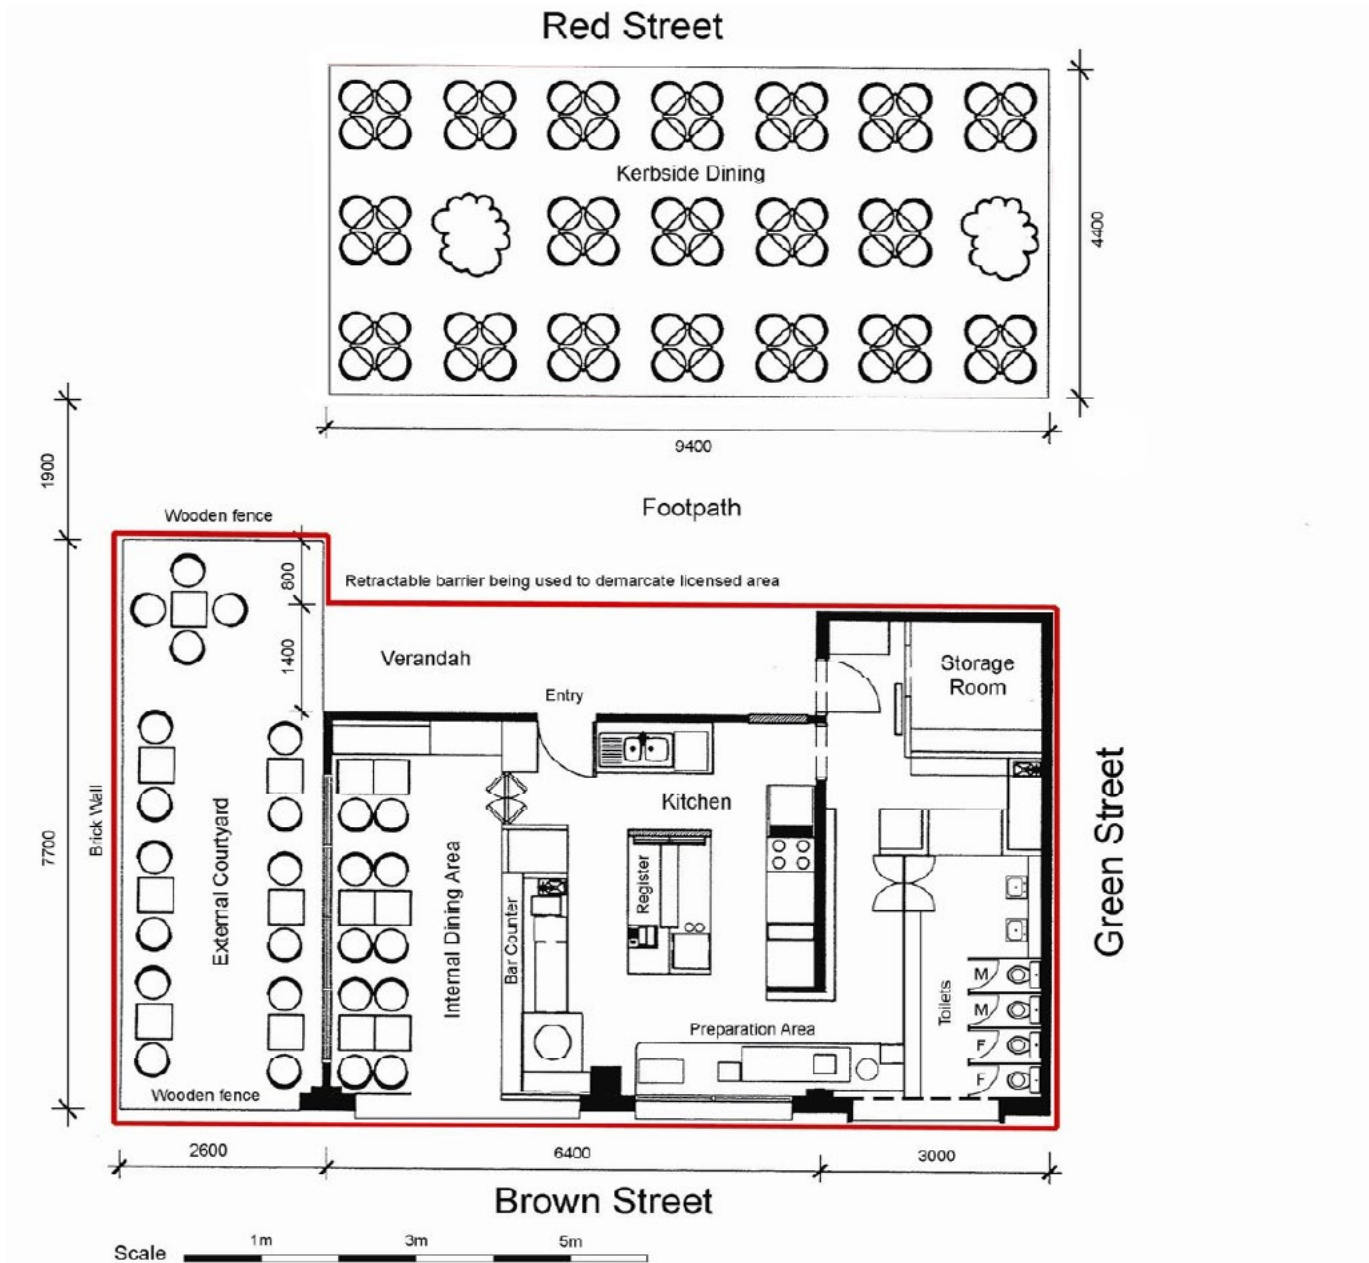 Red Street
Kerbside Dining
4400
9400
1900
Footpath
Wooden fence
800
Retractable barrier being used to demarcate licensed area
1400
Verandah
Entry
Storage
Room
Kitchen
7700
Brick Wall
External Courtyard
Internal Dining Area
Bar Counter
Register
Green Street
Preparation Area
Toilets
M
M
F
F
Wooden fence
2600
6400
3000
Brown Street
Scale
1m
3m
5m